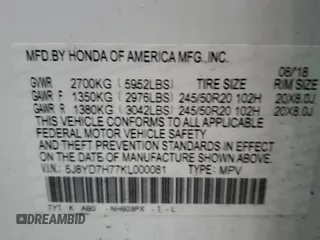 MFD.BY HONDA OF AMERICA MFG.,INC.
08/18
GVWR 2700KG (5952LBS) TIRE SIZE RIM SIZE
GAWR F 1350KG (2976LBS) 245/50R20 102H 20X8.0J
GAWR R 1380KG (3042LBS) 245/50R20 102H 20X8.0J
THIS VEHICLE CONFORMS TO ALL APPLICABLE
FEDERAL MOTOR VEHICLE SAFETY AND
THEFT PREVENTION STANDARDS IN EFFECT ON
THE DATE OF MANUFACTURE SHOWN ABOVE.
V.I.N.: 5J8YD7H77KL000081 TYPE: MPV
NH603PX
DREAMBID